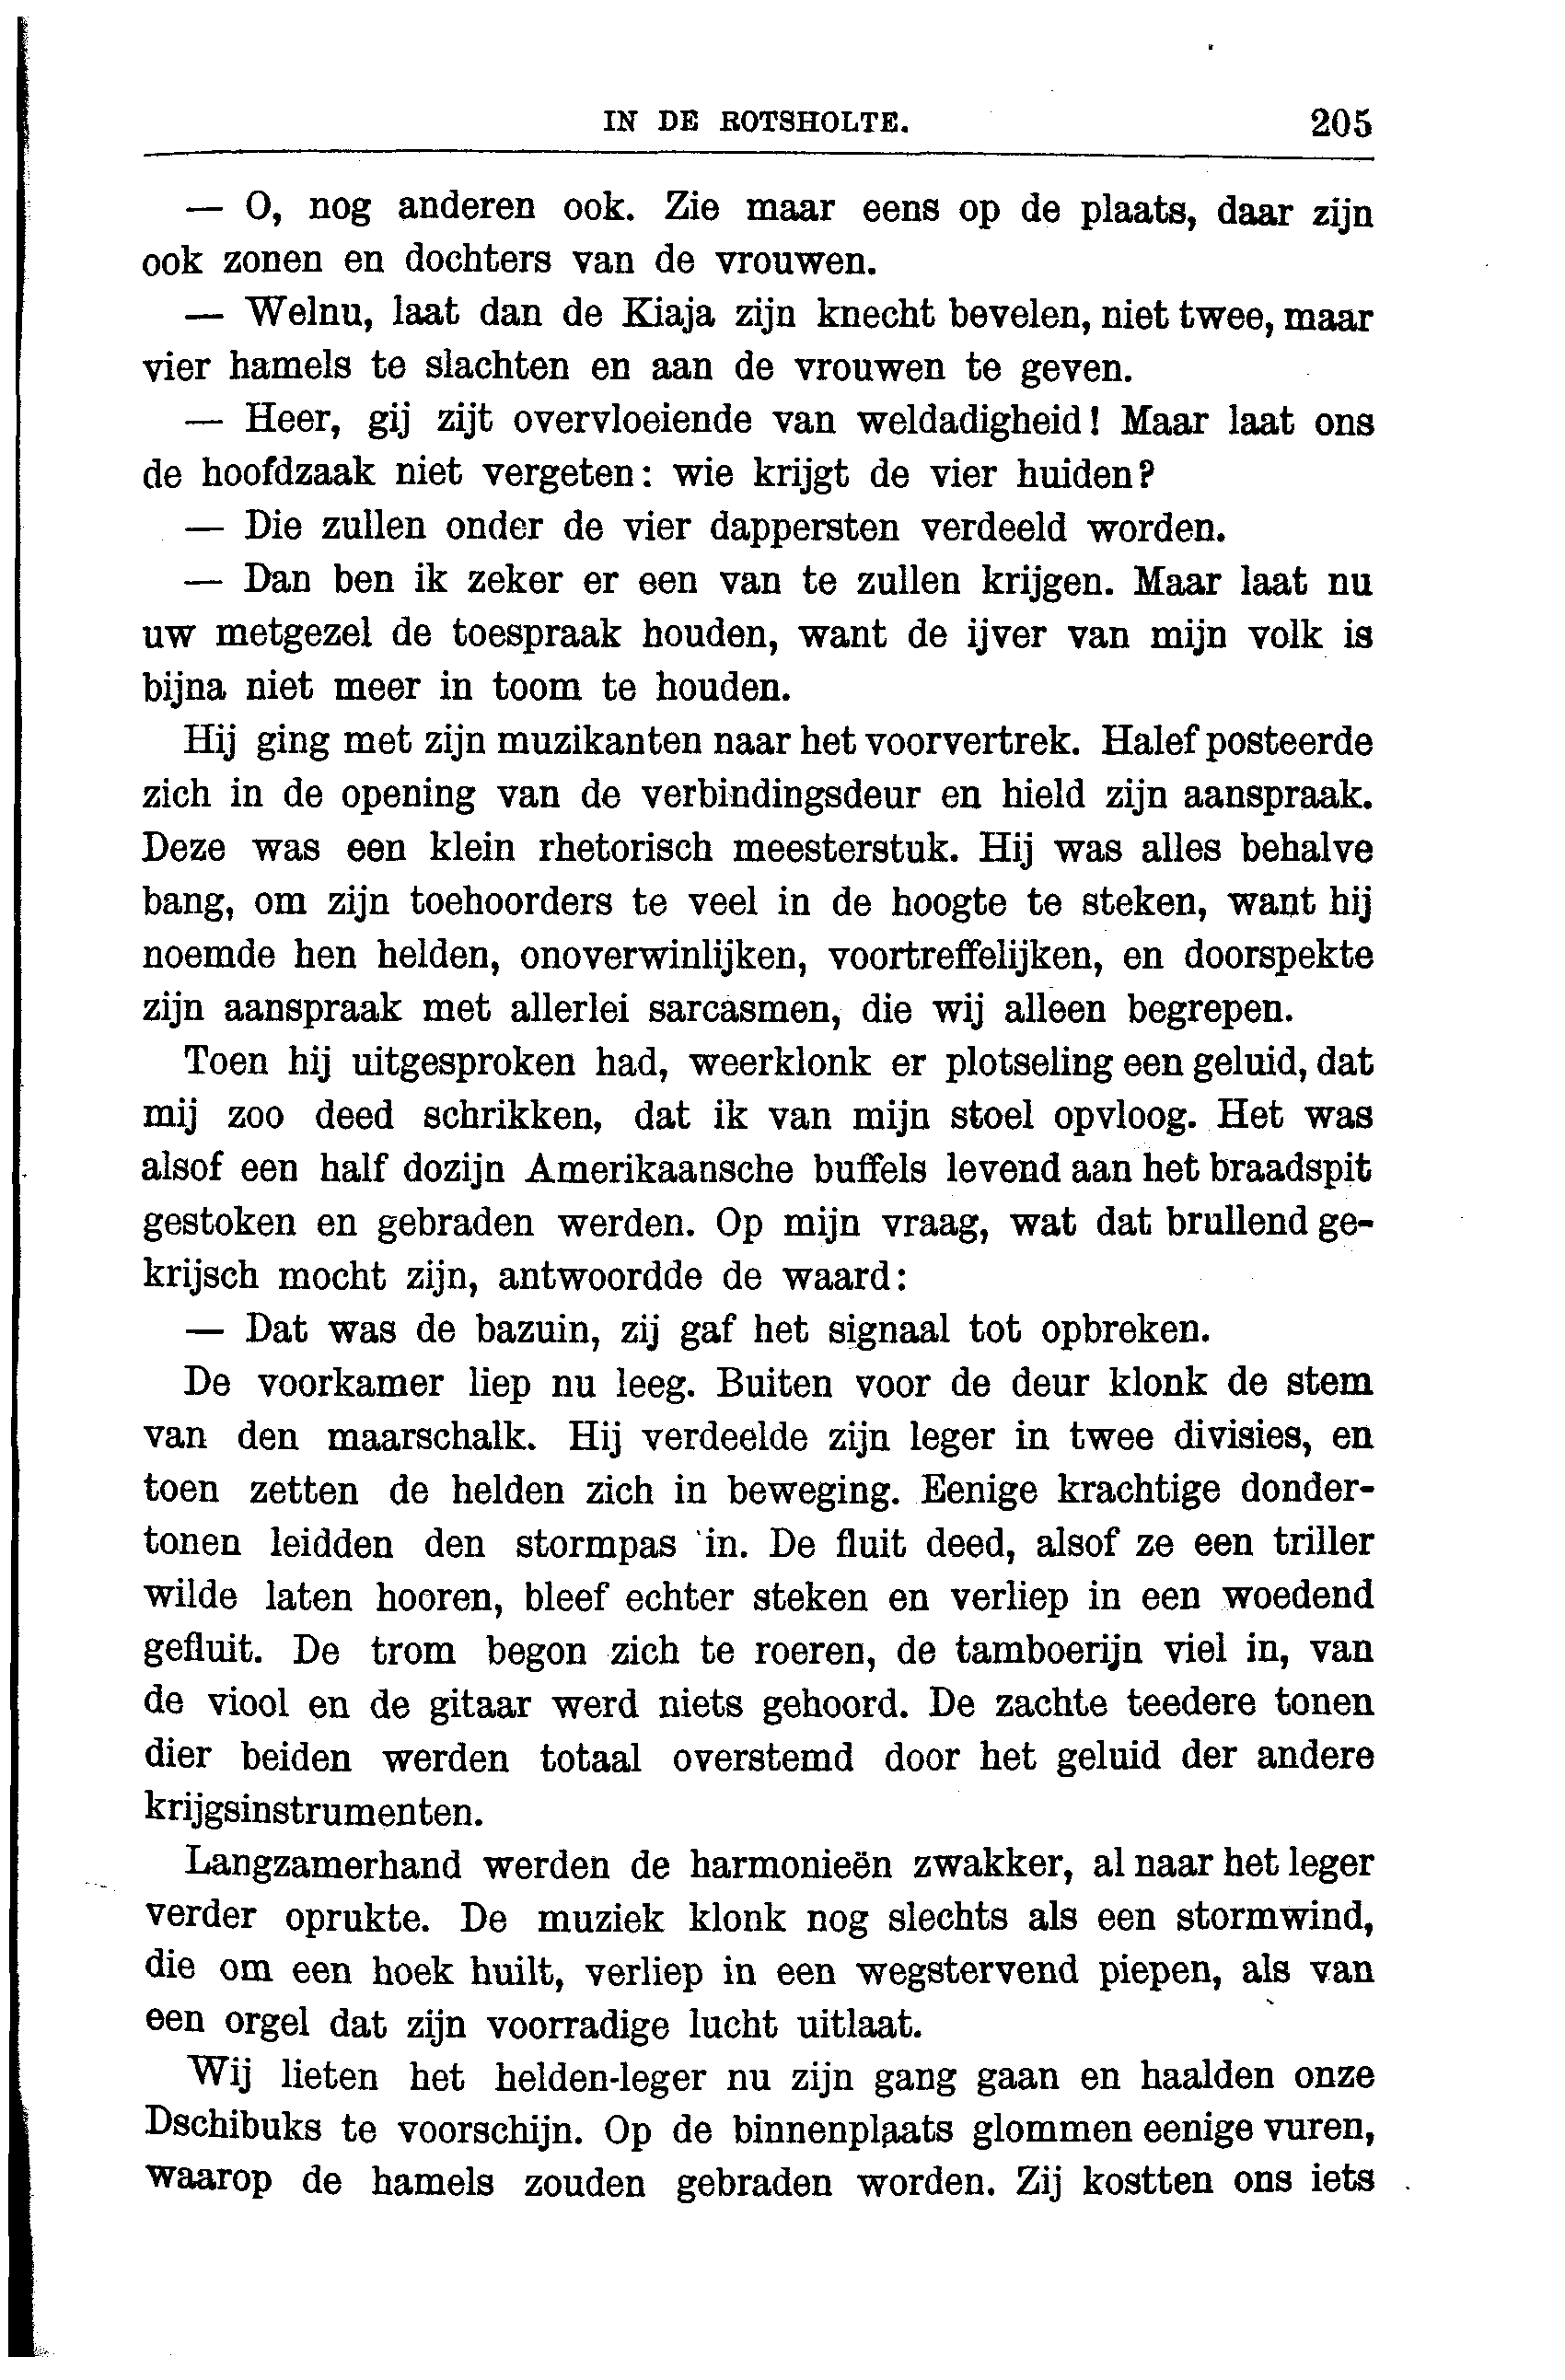 IN DE ROTSHOLTE. 205
— O, nog anderen ook. Zie maar eens op de plaats, daar zijn
ook zonen en dochters van de vrouwen.
— Welnu, laat dan de Kiaja zijn knecht bevelen, niet twee, maar
vier hamels te slachten en aan de vrouwen te geven.
— Heer, gij zijt overvloeiende van weldadigheid! Maar laat ons
de hoofdzaak niet vergeten: wie krijgt de vier huiden?
— Die zullen onder de vier dappersten verdeeld worden.
— Dan ben ik zeker er een van te zullen krijgen. Maar laat nu
uw metgezel de toespraak houden, want de ijver van mijn volk is
bijna niet meer in toom te houden.
Hij ging met zijn muzikanten naar het voorvertrek. Halef posteerde
zich in de opening van de verbindingsdeur en hield zijn aanspraak.
Deze was een klein rhetorisch meesterstuk. Hij was alles behalve
bang, om zijn toehoorders te veel in de hoogte te steken, want hij
noemde hen helden, onoverwinlijken, voortreffelijken, en doorspekte
zijn aanspraak met allerlei sarcasmen, die wij alleen begrepen.
Toen hij uitgesproken had, weerklonk er plotseling een geluid, dat
mij zoo deed schrikken, dat ik van mijn stoel opvloog. Het was
alsof een half dozijn Amerikaansche buffels levend aan het braadspit
gestoken en gebraden werden. Op mijn vraag, wat dat brullend ge-
krijsch mocht zijn, antwoordde de waard:
— Dat was de bazuin, zij gaf het signaal tot opbreken.
De voorkamer liep nu leeg. Buiten voor de deur klonk de stem
van den maarschalk. Hij verdeelde zijn leger in twee divisies, en
toen zetten de helden zich in beweging. Eenige krachtige donder-
tonen leidden den stormpas in. De fluit deed, alsof ze een triller
wilde laten hooren, bleef echter steken en verliep in een woedend
gefluit. De trom begon zich te roeren, de tamboerijn viel in, van
de viool en de gitaar werd niets gehoord. De zachte teedere tonen
dier beiden werden totaal overstemd door het geluid der andere
krijgsinstrumenten.
Langzamerhand werden de harmonieën zwakker, al naar het leger
verder oprukte. De muziek klonk nog slechts als een stormwind,
die om een hoek huilt, verliep in een wegstervend piepen, als van
een orgel dat zijn voorradige lucht uitlaat.
Wij lieten het helden-leger nu zijn gang gaan en haalden onze
Dschibuks te voorschijn. Op de binnenplaats glommen eenige vuren,
waarop de hamels zouden gebraden worden. Zij kostten ons iets